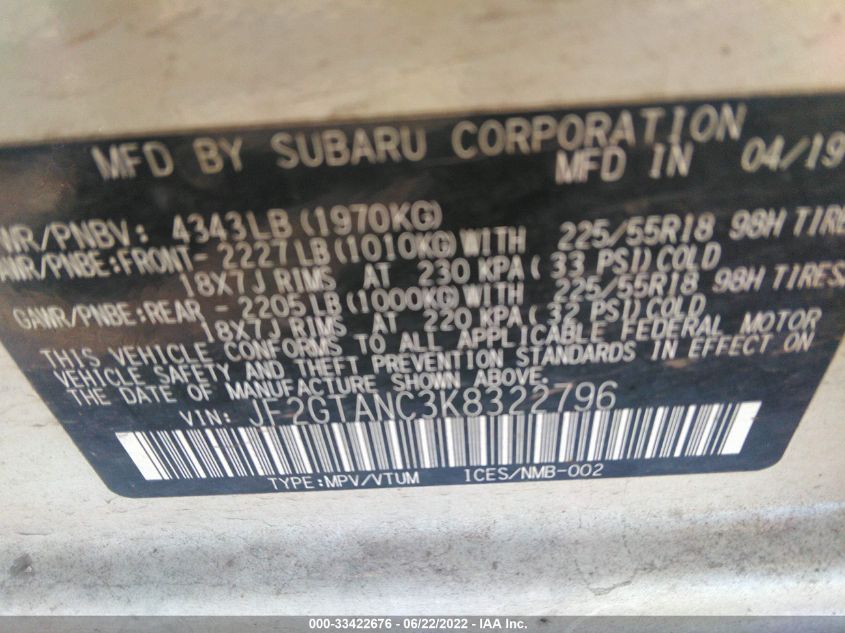 MFD BY SUBARU CORPORATION
MFD IN 04/19
WR/PNBV: 4343LB (1970KG)
AWR/PNBE:FRONT- 2227LB(1010KG)WITH 225/55R18 98H TIRE
18X7J RIMS AT 230 KPA( 33 PSI)COLD
GAWR/PNBE:REAR - 2205LB(1000KG)WITH 225/55R18 98H TIRES
18X7J RIMS AT 220 KPA( 32 PSI)COLD
THIS VEHICLE CONFORMS TO ALL APPLICABLE FEDERAL MOTOR
VEHICLE SAFETY AND THEFT PREVENTION STANDARDS IN EFFECT ON
THE DATE OF MANUFACTURE SHOWN ABOVE.
VIN: JF2GTANC3K8322796
TYPE:MPV/VTUM ICES/NMB-002
000-33422676 - 06/22/2022 - IAA Inc.